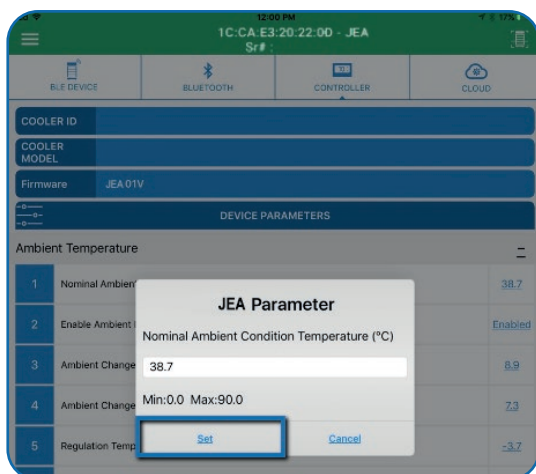 12:00 PM
17%
1C:CA:E3:20:22:0D - JEA
Sr# :
BLE DEVICE
BLUETOOTH
CONTROLLER
CLOUD
COOLER ID
COOLER
MODEL
Firmware JEA 01V
DEVICE PARAMETERS
Ambient Temperature
1 Nominal Ambien 38.7
2 Enable Ambient Enabled
3 Ambient Change 8.9
4 Ambient Change 7.3
5 Regulation Temp -3.7
JEA Parameter
Nominal Ambient Condition Temperature (°C)
38.7
Min:0.0 Max:90.0
Set Cancel